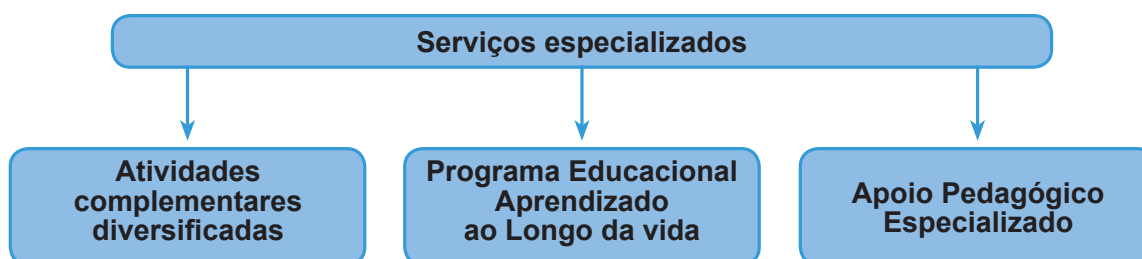 Serviços especializados
Atividades
complementares
diversificadas
Programa Educacional
Aprendizado
ao Longo da vida
Apoio Pedagógico
Especializado